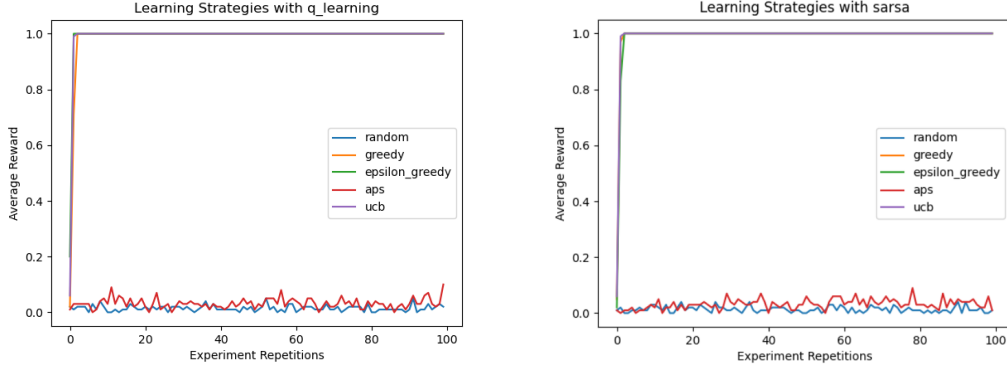 Learning Strategies with q_learning
1.0
0.8
0.6
0.4
0.2
0.0
Average Reward
random
greedy
epsilon_greedy
aps
ucb
0 20 40 60 80 100
Experiment Repetitions
Learning Strategies with sarsa
1.0
0.8
0.6
0.4
0.2
0.0
Average Reward
random
greedy
epsilon_greedy
aps
ucb
0 20 40 60 80 100
Experiment Repetitions